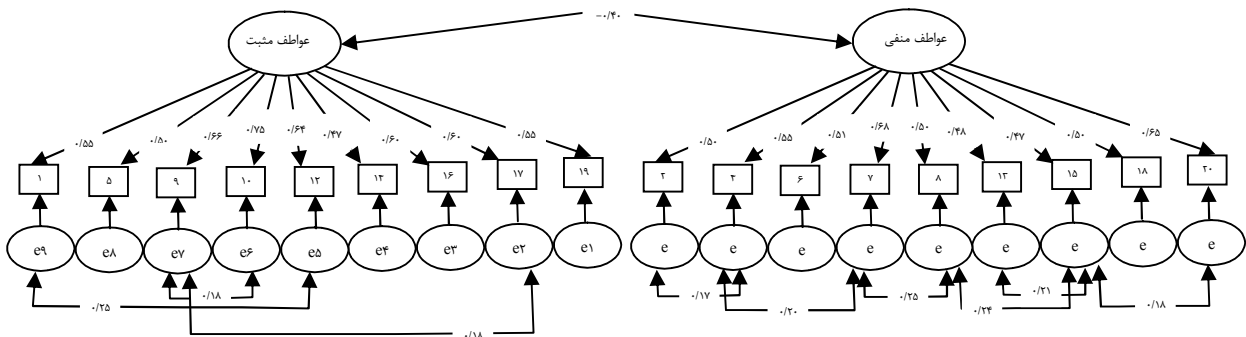 -۰/۴۰
عواطف مثبت
عواطف منفی
۰/۵۵ ۰/۵۰ ۰/۶۶ ۰/۷۵ ۰/۶۴ ۰/۴۷ ۰/۶۰ ۰/۶۰ ۰/۵۵
۰/۵۰ ۰/۵۵ ۰/۵۱ ۰/۶۸ ۰/۵۰ ۰/۴۸ ۰/۴۷ ۰/۵۰ ۰/۶۵
۱ ۵ ۹ ۱۰ ۱۲ ۱۴ ۱۶ ۱۷ ۱۹
۲ ۴ ۶ ۷ ۸ ۱۳ ۱۵ ۱۸ ۲۰
e۹ e۸ e۷ e۶ e۵ e۴ e۳ e۲ e۱
e e e e e e e e e
۰/۱۸
۰/۲۵
۰/۱۸
۰/۱۷ ۰/۲۵ ۰/۲۱
۰/۲۰ ۰/۲۴ ۰/۱۸